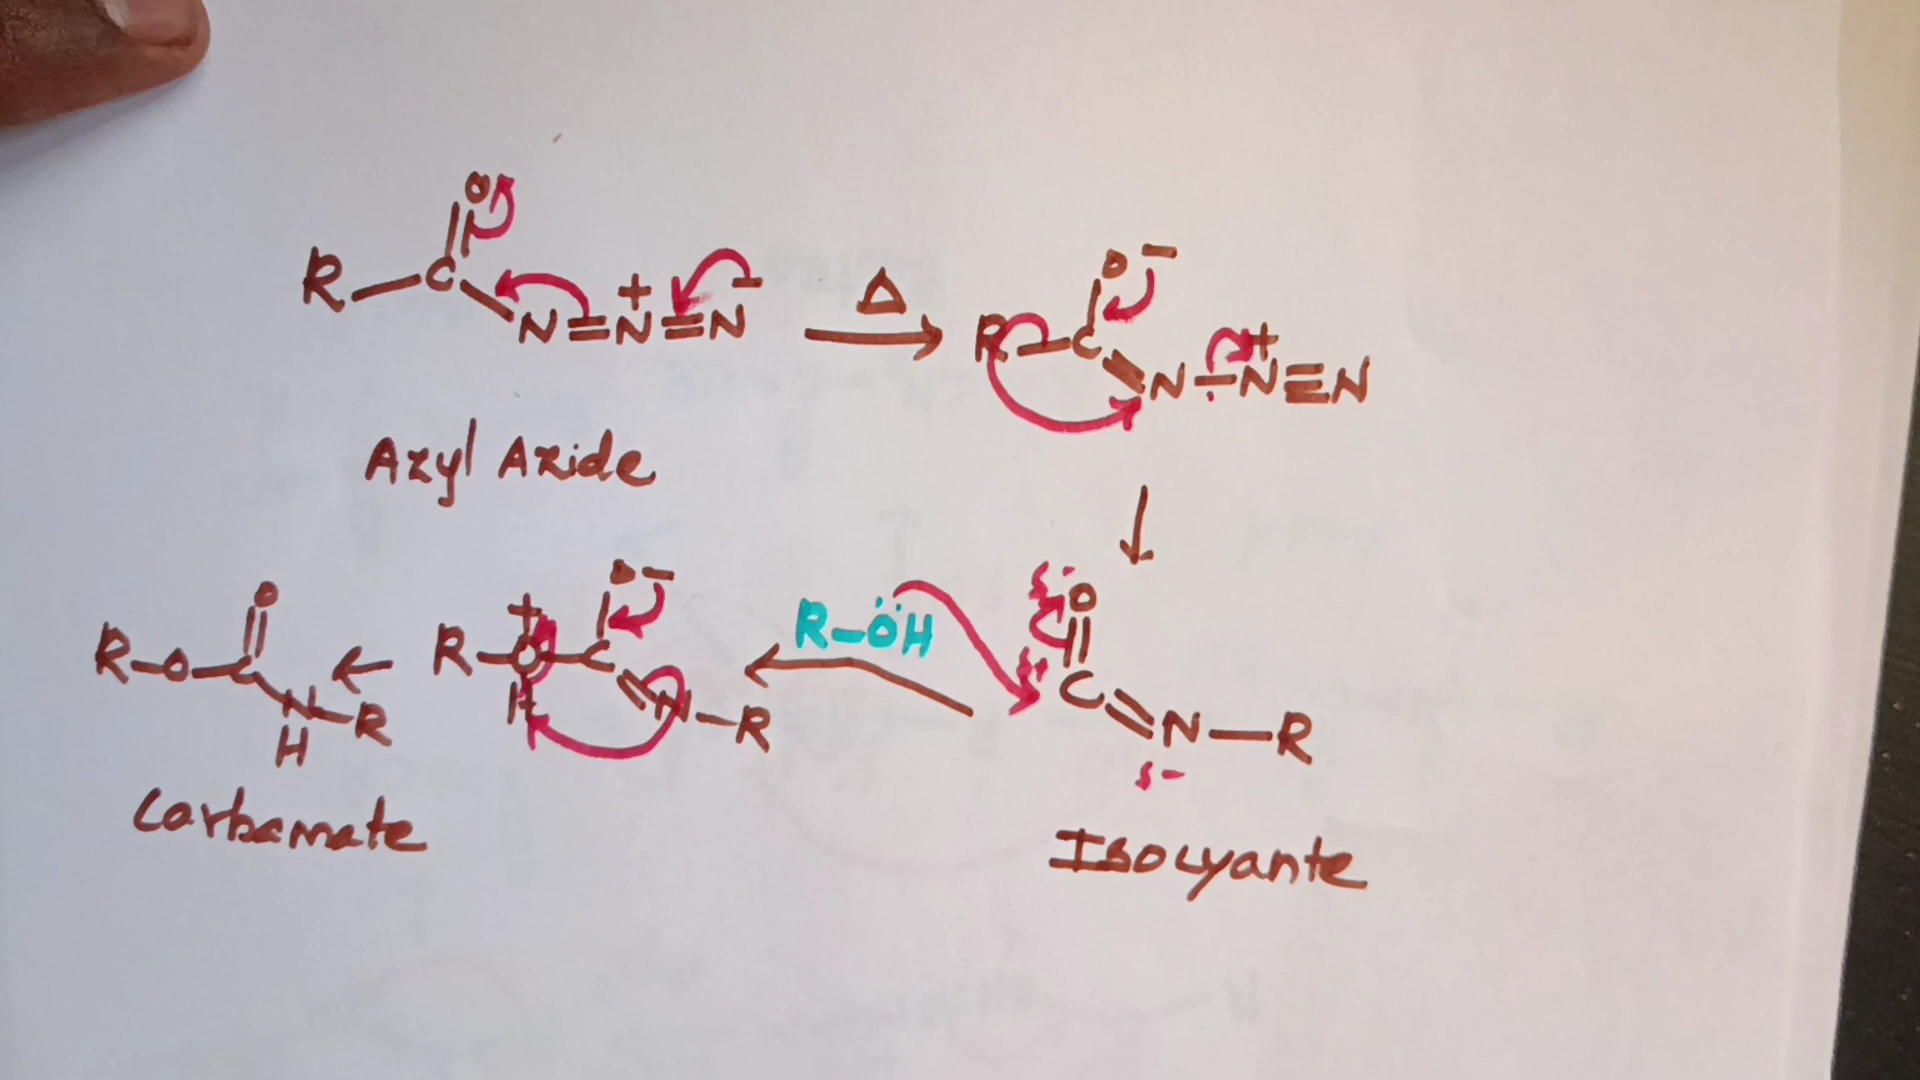 R-C(=O)-N=N⁺=N⁻
Δ
R-C(O⁻)=N-N⁺≡N
Azyl Azide
O=C=N-R
δ-
δ+
δ-
Isocyante
R-ÖH
R-O⁺(H)-C(O⁻)=N-R
R-O-C(=O)-N(H)-R
Carbamate